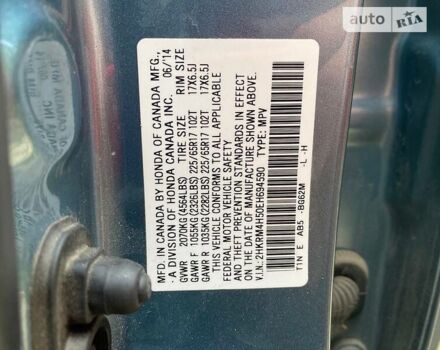 auto RIA
MFD. IN CANADA BY HONDA OF CANADA MFG.,
A DIVISION OF HONDA CANADA INC. 06/'14
TIRE SIZE RIM SIZE
GVWR 2070KG(4564LBS)
GAWR F 1055KG(2326LBS) 225/65R17 102T 17X6.5J
GAWR R 1035KG(2282LBS) 225/65R17 102T 17X6.5J
THIS VEHICLE CONFORMS TO ALL APPLICABLE
FEDERAL MOTOR VEHICLE SAFETY
AND THEFT PREVENTION STANDARDS IN EFFECT
ON THE DATE OF MANUFACTURE SHOWN ABOVE.
V.I.N.: 2HKRM4H50EH694590 TYPE: MPV
T1N E AB5 -BG62M -L -H